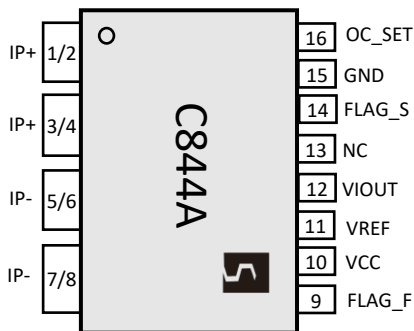 IP+ 1/2
IP+ 3/4
IP- 5/6
IP- 7/8
C844A
16 OC_SET
15 GND
14 FLAG_S
13 NC
12 VIOUT
11 VREF
10 VCC
9 FLAG_F